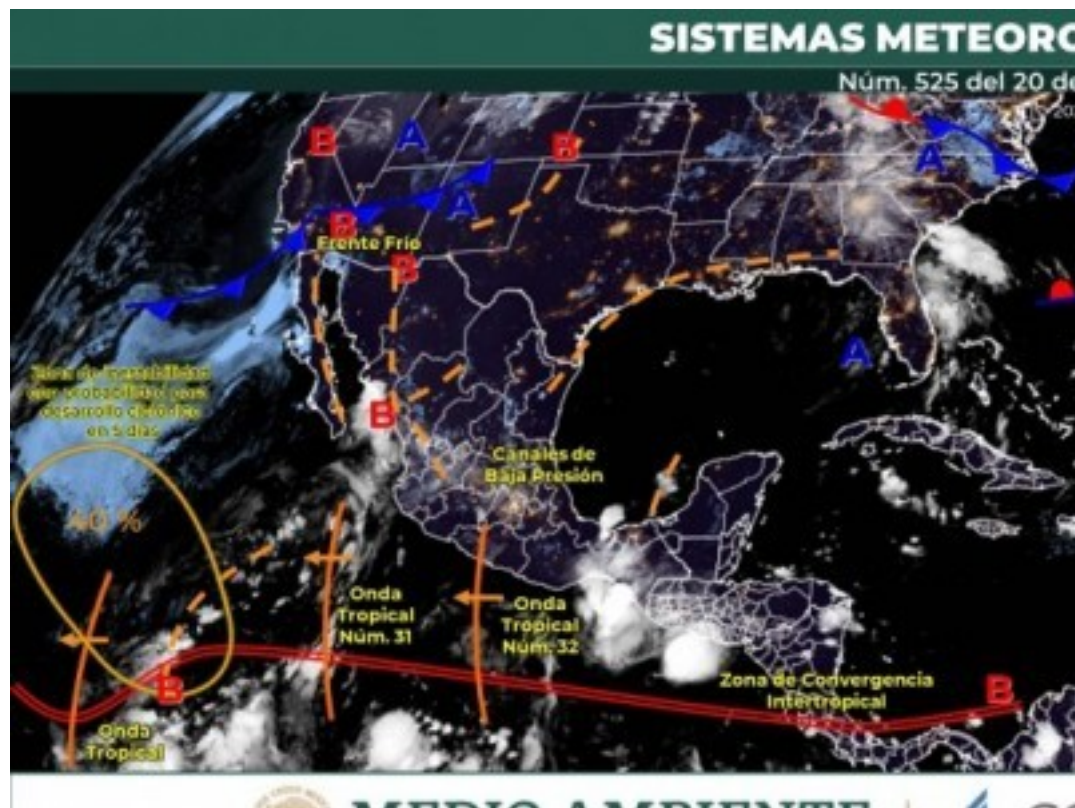 SISTEMAS METEORO
Núm. 525 del 20 de
B
A
B
A
B
A
Frente Frío
B
A
en 5 días
B
Canales de
Baja Presión
40 %
Onda
Tropical
Núm. 31
Onda
Tropical
Núm. 32
B
Zona de Convergencia
Intertropical
B
Onda
Tropical
MEDIO AMBIENTE